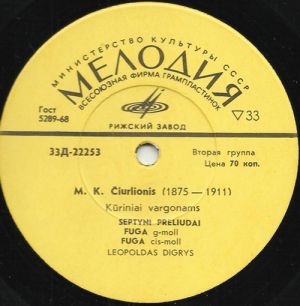 МИНИСТЕРСТВО КУЛЬТУРЫ СССР
МЕЛОДИЯ
ВСЕСОЮЗНАЯ ФИРМА ГРАМПЛАСТИНОК
Гост
5289-68
▽33
РИЖСКИЙ ЗАВОД
33Д-22253
Вторая группа
Цена 70 коп.
M. K. Čiurlionis (1875 — 1911)
Kūriniai vargonams
SEPTYNI PRELIUDAI
FUGA g-moll
FUGA cis-moll
LEOPOLDAS DIGRYS